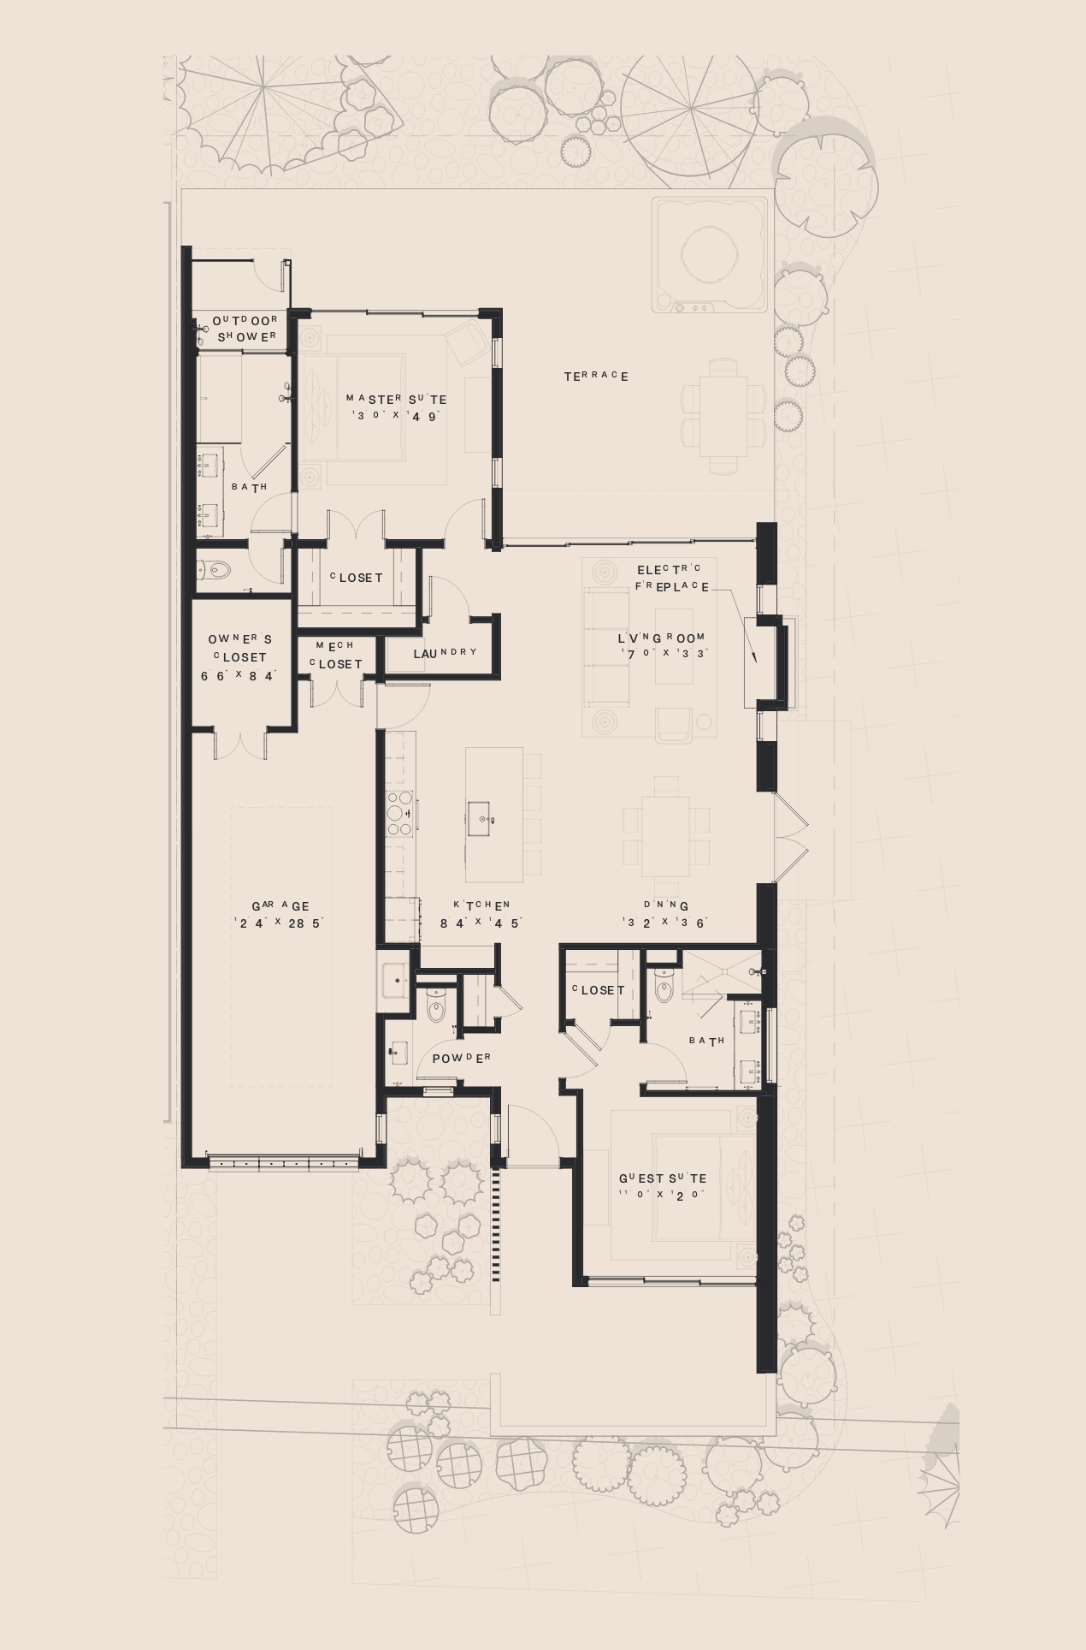 OUTDOOR
SHOWER
MASTER SUITE
13' 0" X 14' 9"
TERRACE
BATH
ELECTRIC
FIREPLACE
CLOSET
LIVING ROOM
17' 0" X 13' 3"
OWNER'S
CLOSET
6' 6" X 8' 4"
MECH
CLOSET
LAUNDRY
GARAGE
12' 4" X 28' 5"
KITCHEN
8' 4" X 14' 5"
DINING
13' 2" X 13' 6"
CLOSET
BATH
POWDER
GUEST SUITE
11' 0" X 12' 0"